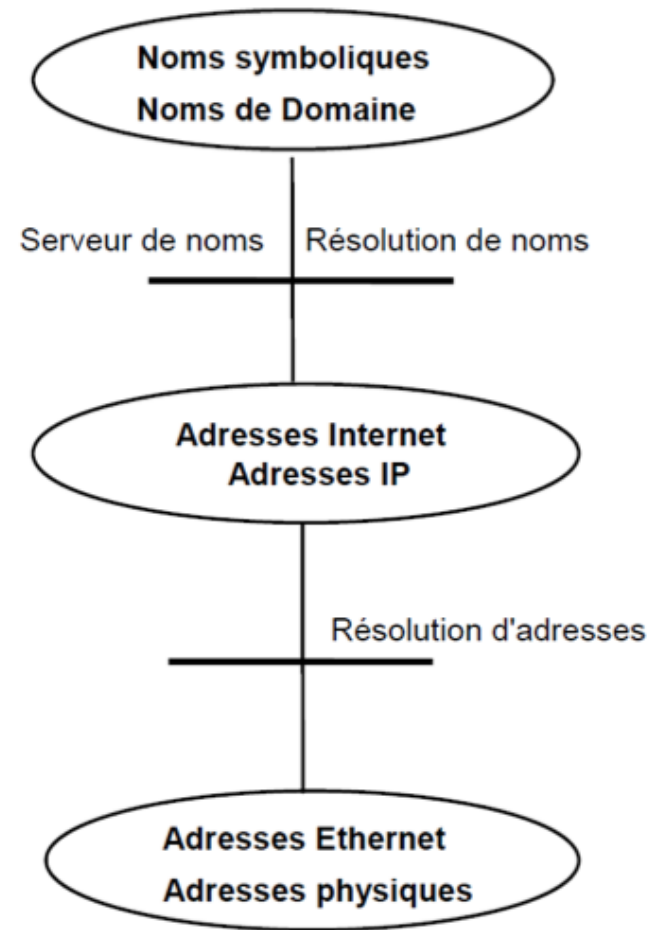 Noms symboliques
Noms de Domaine
Serveur de noms Résolution de noms
Adresses Internet
Adresses IP
Résolution d'adresses
Adresses Ethernet
Adresses physiques